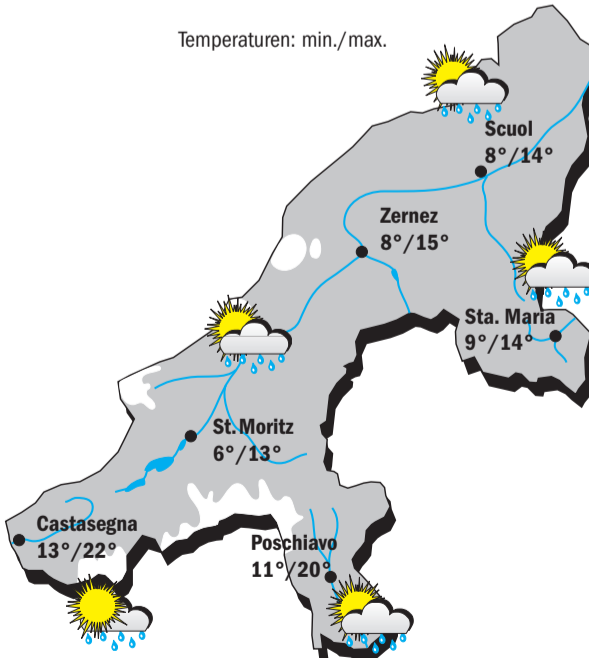 Temperaturen: min./max.
Scuol
8°/14°
Zernez
8°/15°
Sta. Maria
9°/14°
St. Moritz
6°/13°
Castasegna
13°/22°
Poschiavo
11°/20°